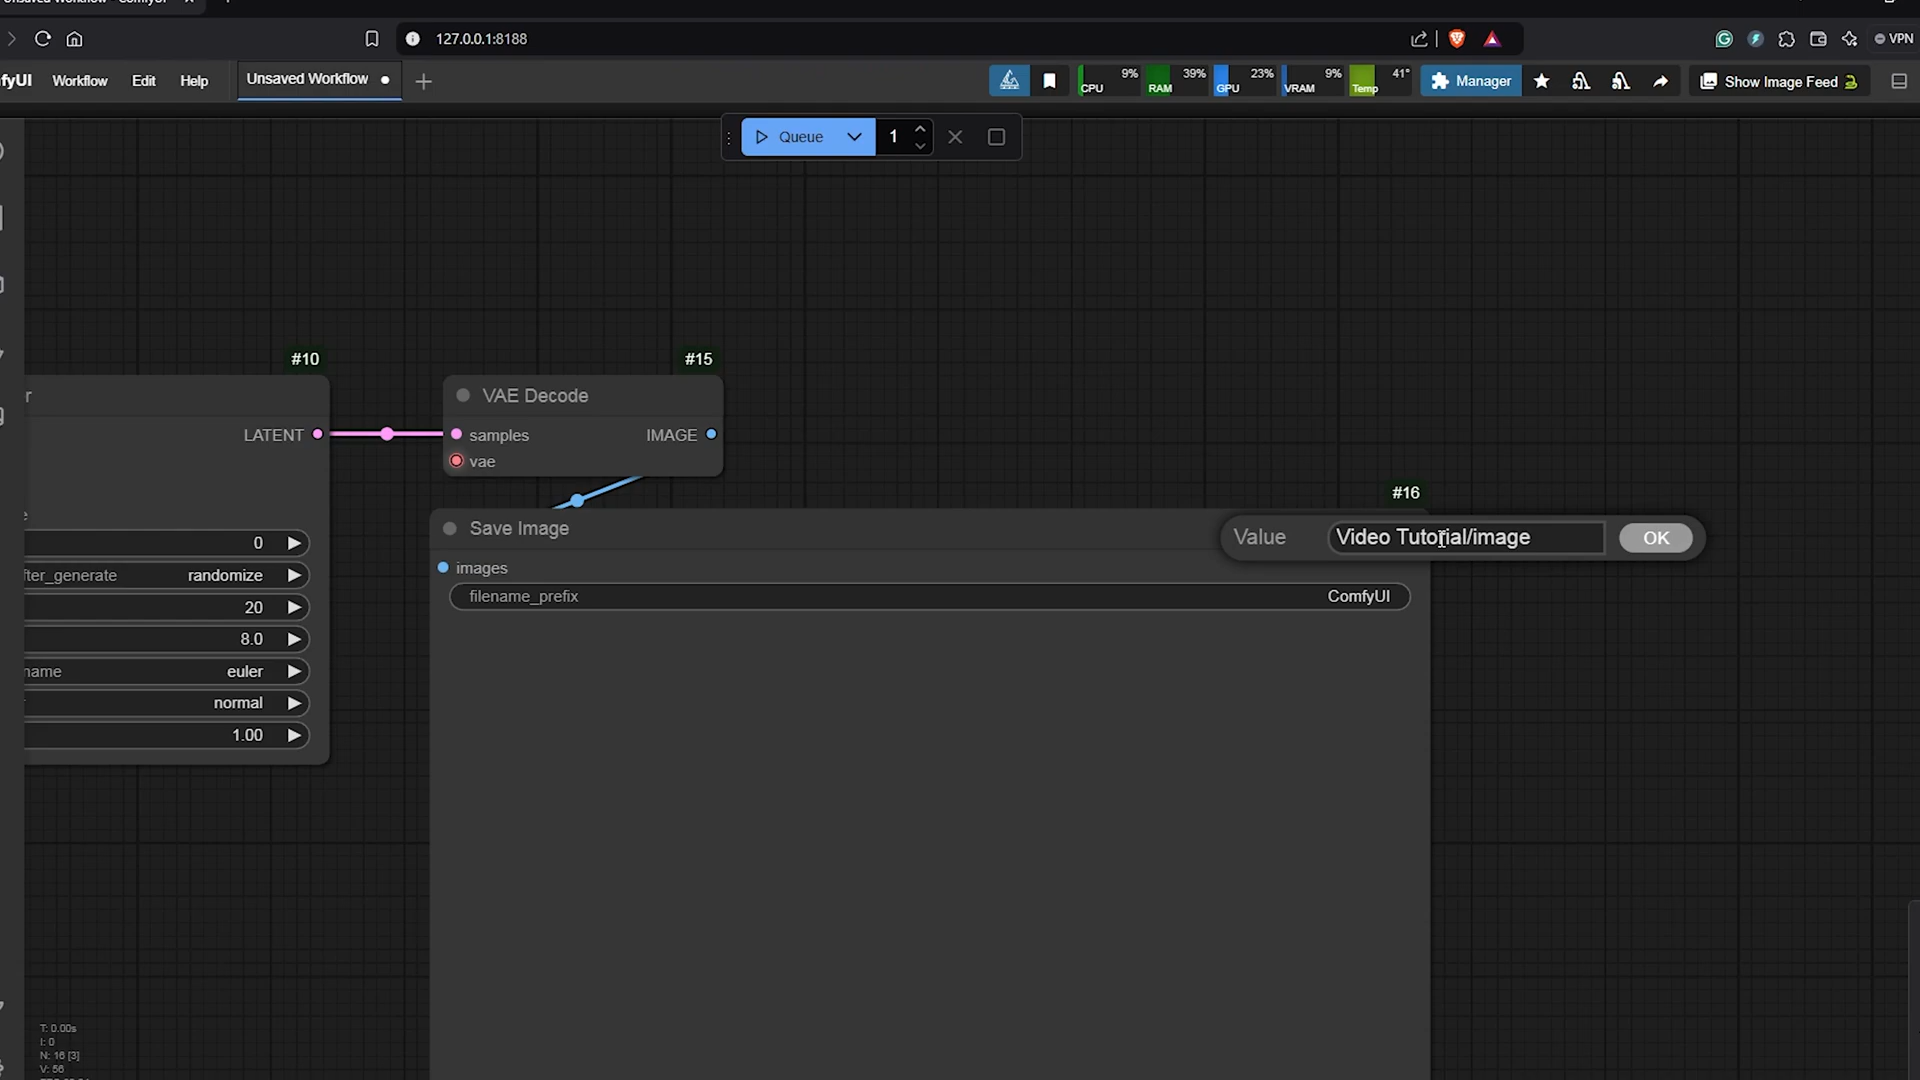 127.0.0.1:8188
VPN
fyUI
Workflow
Edit
Help
Unsaved Workflow
CPU 9%
RAM 39%
GPU 23%
VRAM 9%
Temp 41°
Manager
Show Image Feed
Queue
1
#10
#15
VAE Decode
LATENT
samples
IMAGE
vae
#16
Save Image
Value
Video Tutorial/image
OK
images
filename_prefix
ComfyUI
0
fter_generate
randomize
20
8.0
name
euler
normal
1.00
T: 0.00s
I: 0
N: 16 [3]
V: 56